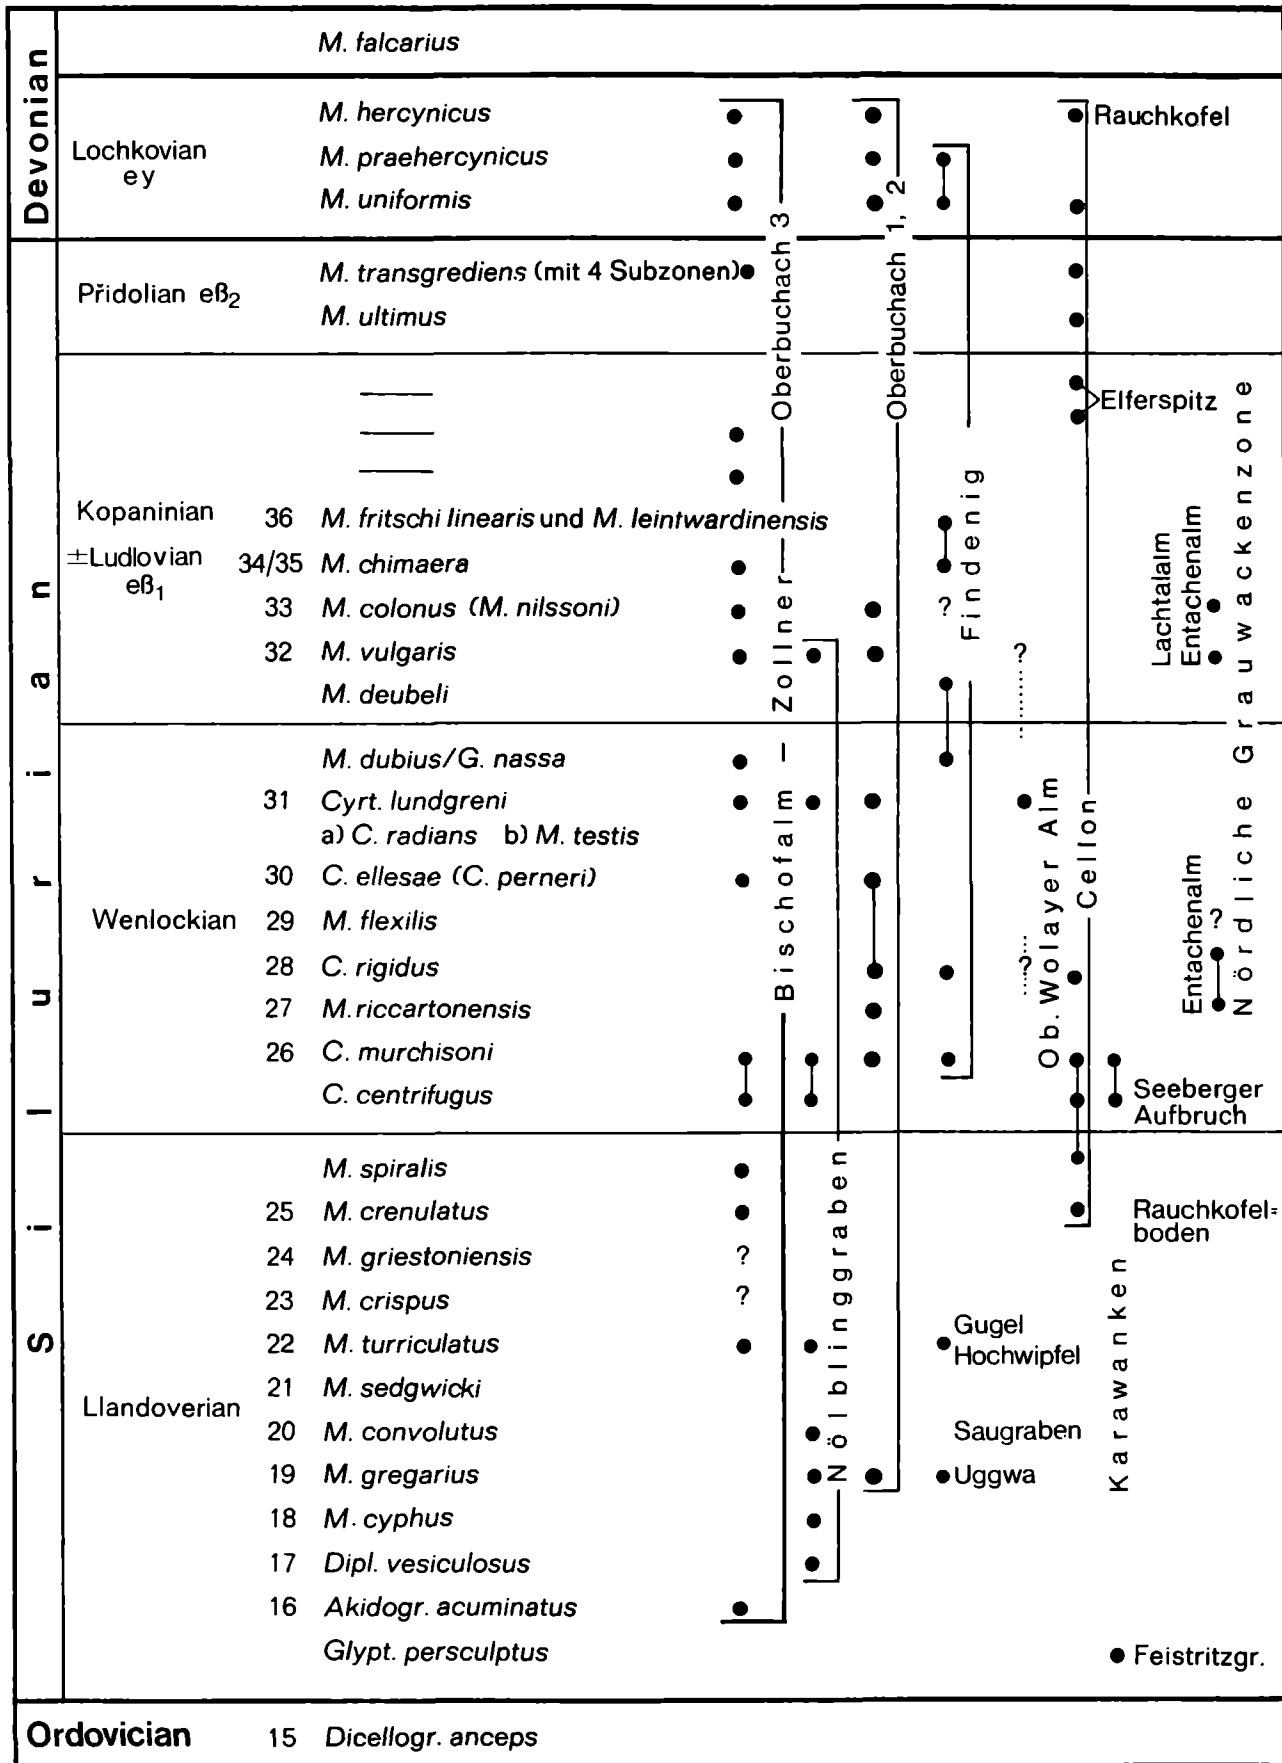 Devonian
M. falcarius
Lochkovian
ey
M. hercynicus
M. praehercynicus
M. uniformis
Rauchkofel
Silurian
Přidolian eß₂
M. transgrediens (mit 4 Subzonen)
M. ultimus
Kopaninian
±Ludlovian
eß₁
Elferspitz
36 M. fritschi linearis und M. leintwardinensis
34/35 M. chimaera
33 M. colonus (M. nilssoni) ?
32 M. vulgaris ?
M. deubeli
Wenlockian
M. dubius/G. nassa
31 Cyrt. lundgreni
a) C. radians b) M. testis
30 C. ellesae (C. perneri)
29 M. flexilis ?
28 C. rigidus ?
27 M. riccartonensis
26 C. murchisoni
C. centrifugus
Seeberger
Aufbruch
Llandoverian
M. spiralis
25 M. crenulatus
Rauchkofel=
boden
24 M. griestoniensis ?
23 M. crispus ?
22 M. turriculatus
Gugel
Hochwipfel
21 M. sedgwicki
20 M. convolutus
Saugraben
19 M. gregarius
Uggwa
18 M. cyphus
17 Dipl. vesiculosus
16 Akidogr. acuminatus
Glypt. persculptus
Feistritzgr.
Ordovician 15 Dicellogr. anceps
Bischofalm – Zollner – Oberbuchach 3
Nölblinggraben
Oberbuchach 1, 2
Findenig
Ob. Wolayer Alm
Cellon
Karawanken
Lachtalalm
Entachenalm
Entachenalm
Nördliche Grauwackenzone